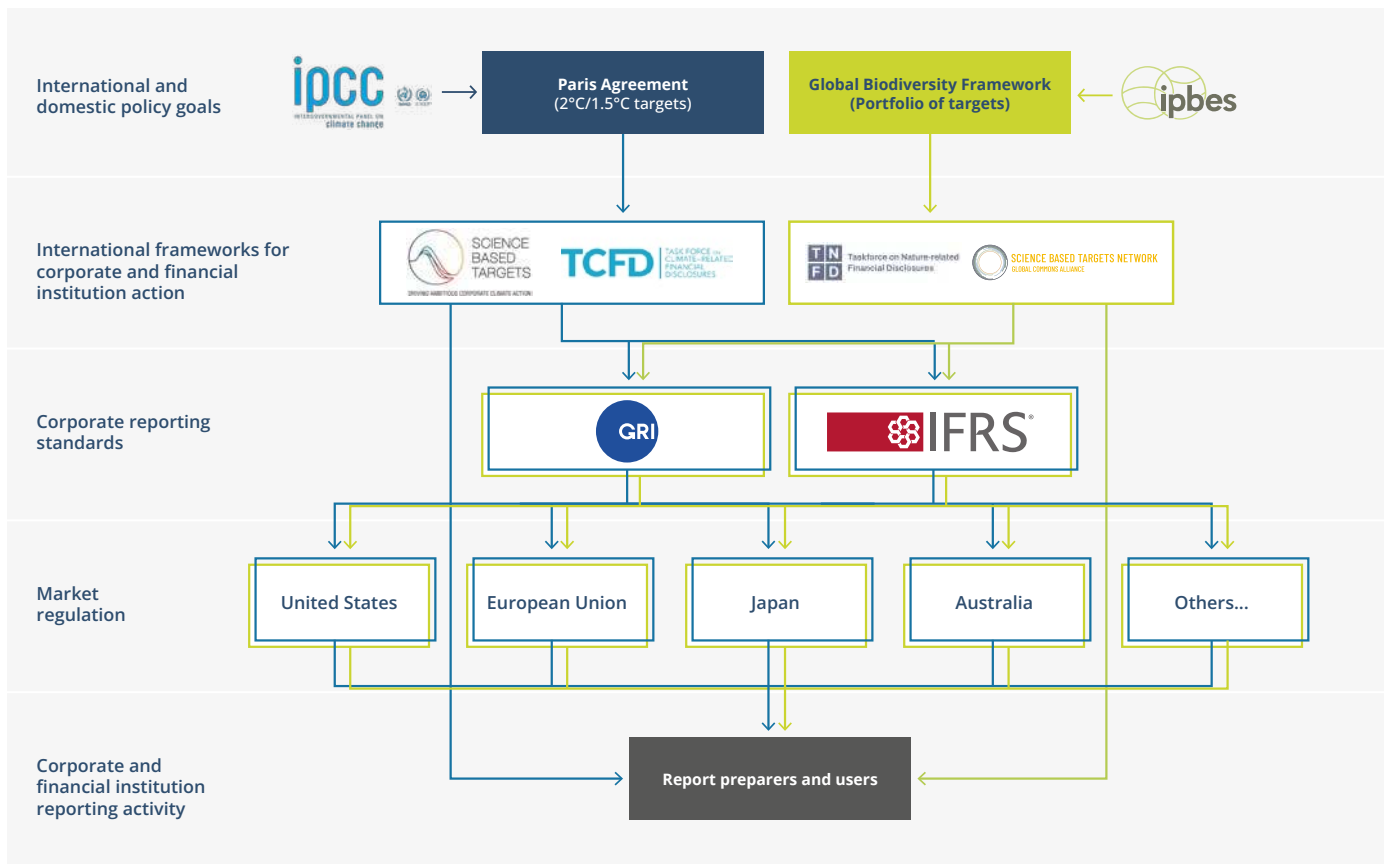 International and
domestic policy goals
ipcc
INTERGOVERNMENTAL PANEL ON
climate change
Paris Agreement
(2°C/1.5°C targets)
Global Biodiversity Framework
(Portfolio of targets)
ipbes
International frameworks for
corporate and financial
institution action
SCIENCE
BASED
TARGETS
DRIVING AMBITIOUS CORPORATE CLIMATE ACTION
TCFD
TASK FORCE ON
CLIMATE-RELATED
FINANCIAL
DISCLOSURES
TN
FD
Taskforce on Nature-related
Financial Disclosures
SCIENCE BASED TARGETS NETWORK
GLOBAL COMMONS ALLIANCE
Corporate reporting
standards
GRI
IFRS®
Market
regulation
United States
European Union
Japan
Australia
Others...
Corporate and
financial institution
reporting activity
Report preparers and users